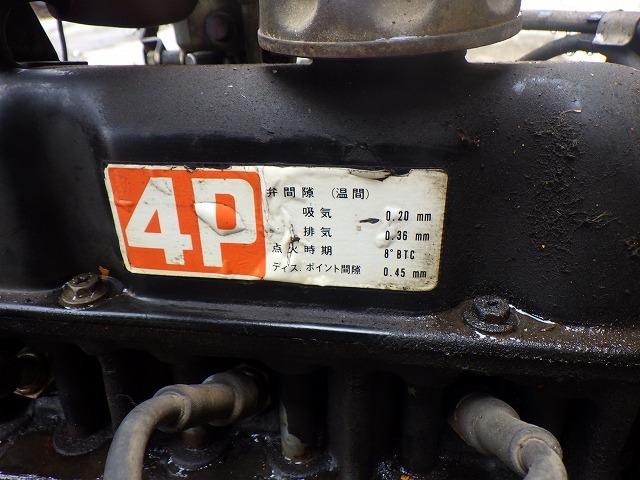 4P
弁間隙 (温間)
吸気 0.20 mm
排気 0.36 mm
点火時期 8°BTC
ディス.ポイント間隙 0.45 mm